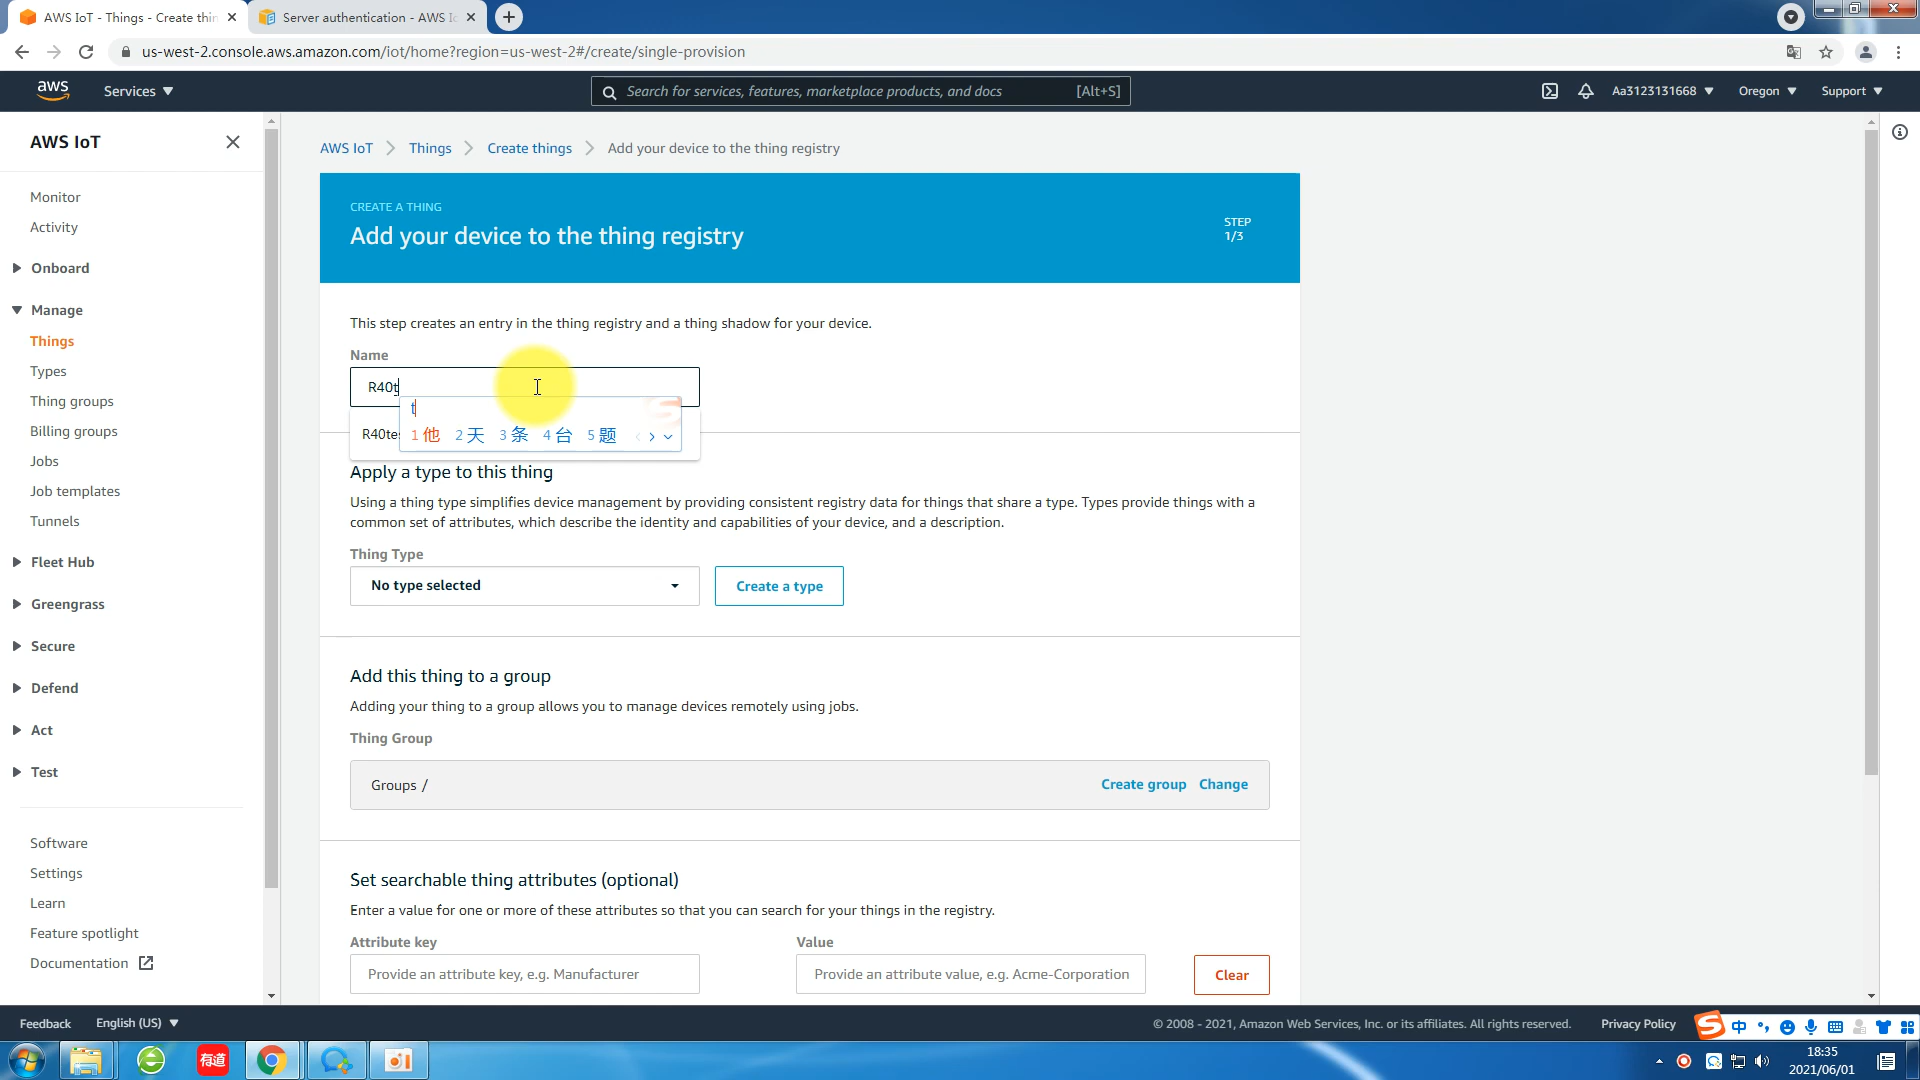 AWS IoT - Things - Create thin
Server authentication - AWS Io
us-west-2.console.aws.amazon.com/iot/home?region=us-west-2#/create/single-provision
aws
Services
Search for services, features, marketplace products, and docs
[Alt+S]
Aa3123131668
Oregon
Support
AWS IoT
Monitor
Activity
Onboard
Manage
Things
Types
Thing groups
Billing groups
Jobs
Job templates
Tunnels
Fleet Hub
Greengrass
Secure
Defend
Act
Test
Software
Settings
Learn
Feature spotlight
Documentation
AWS IoT
Things
Create things
Add your device to the thing registry
CREATE A THING
Add your device to the thing registry
STEP
1/3
This step creates an entry in the thing registry and a thing shadow for your device.
Name
R40t
t
R40te
1 他 2 天 3 条 4 台 5 题
Apply a type to this thing
Using a thing type simplifies device management by providing consistent registry data for things that share a type. Types provide things with a
common set of attributes, which describe the identity and capabilities of your device, and a description.
Thing Type
No type selected
Create a type
Add this thing to a group
Adding your thing to a group allows you to manage devices remotely using jobs.
Thing Group
Groups /
Create group
Change
Set searchable thing attributes (optional)
Enter a value for one or more of these attributes so that you can search for your things in the registry.
Attribute key
Value
Provide an attribute key, e.g. Manufacturer
Provide an attribute value, e.g. Acme-Corporation
Clear
Feedback
English (US)
© 2008 - 2021, Amazon Web Services, Inc. or its affiliates. All rights reserved.
Privacy Policy
中
有道
18:35
2021/06/01